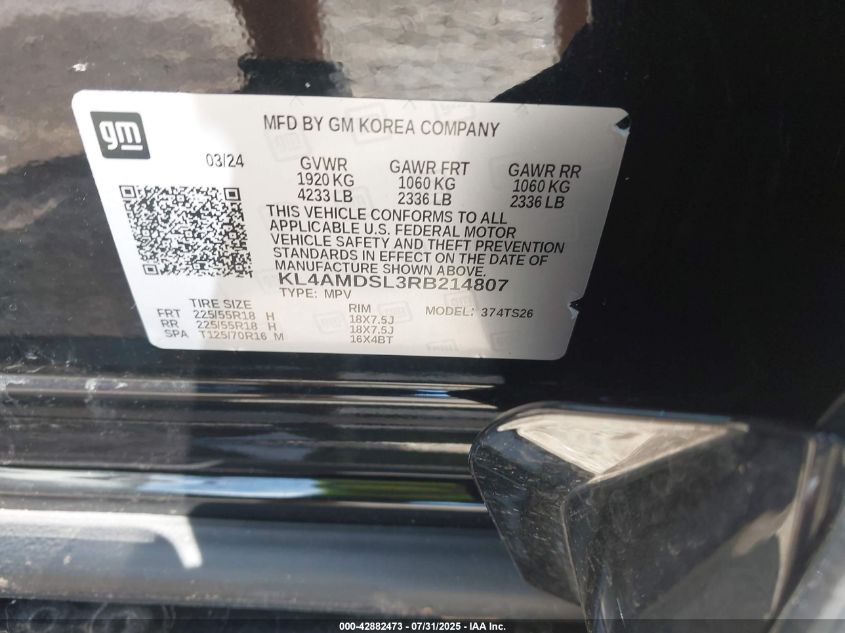 gm
MFD BY GM KOREA COMPANY
03/24 GVWR GAWR FRT GAWR RR
1920 KG 1060 KG 1060 KG
4233 LB 2336 LB 2336 LB
THIS VEHICLE CONFORMS TO ALL
APPLICABLE U.S. FEDERAL MOTOR
VEHICLE SAFETY AND THEFT PREVENTION
STANDARDS IN EFFECT ON THE DATE OF
MANUFACTURE SHOWN ABOVE.
KL4AMDSL3RB214807
TYPE: MPV
TIRE SIZE RIM MODEL: 374TS26
FRT 225/55R18 H 18X7.5J
RR 225/55R18 H 18X7.5J
SPA T125/70R16 M 16X4BT
000-42882473 - 07/31/2025 - IAA Inc.